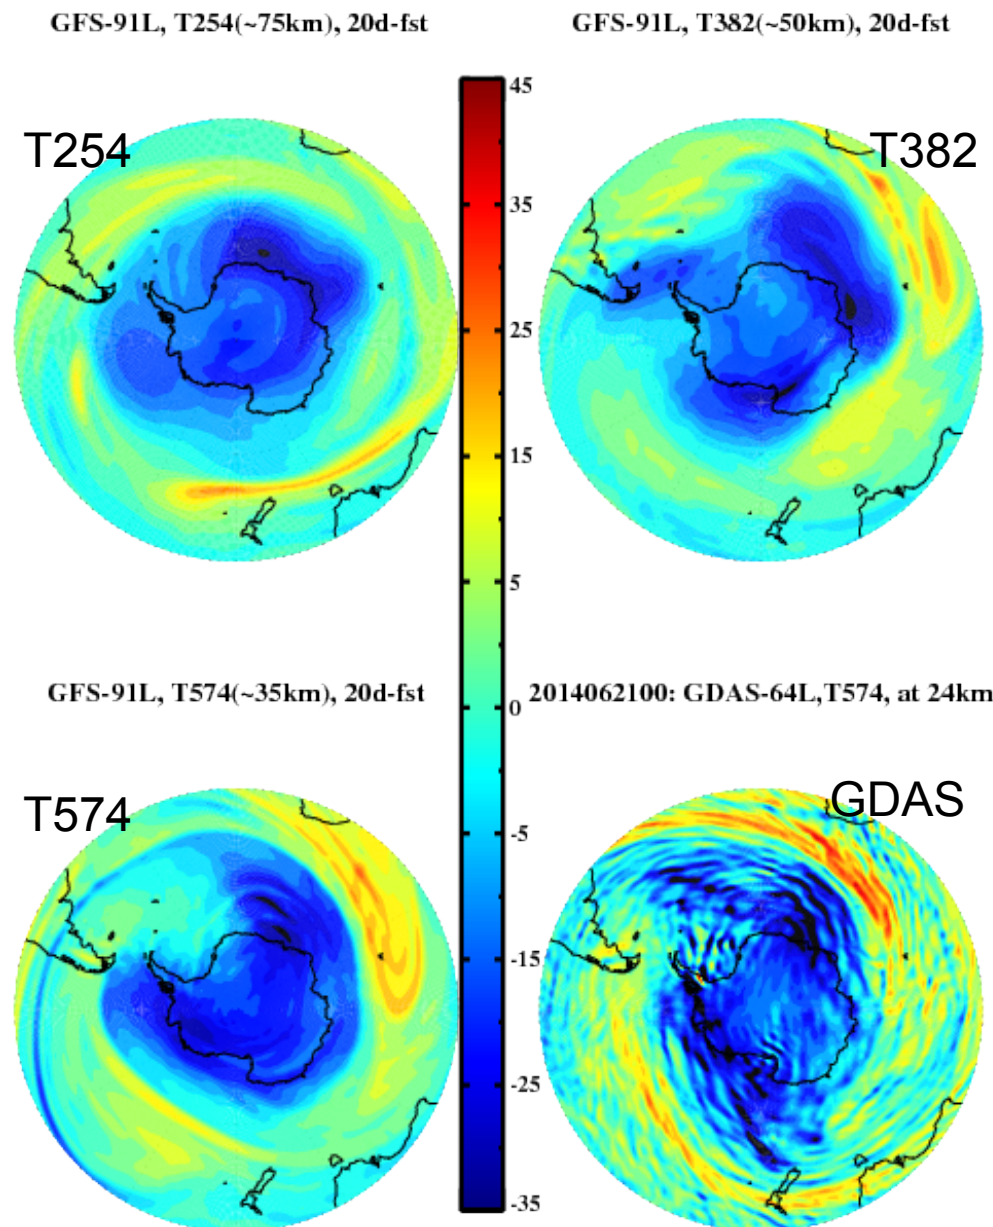 GFS-91L, T254(~75km), 20d-fst
GFS-91L, T382(~50km), 20d-fst
T254
T382
45
35
25
15
5
0
-5
-15
-25
-35
GFS-91L, T574(~35km), 20d-fst
2014062100: GDAS-64L,T574, at 24km
T574
GDAS